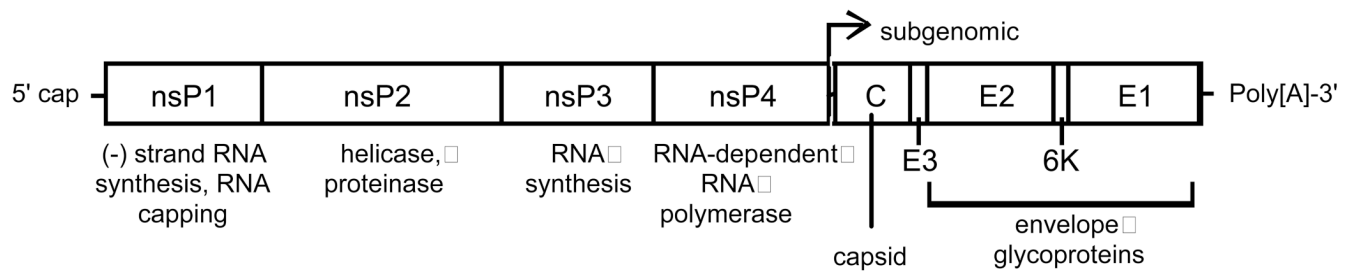 subgenomic
5' cap
nsP1
nsP2
nsP3
nsP4
C
E2
E1
Poly[A]-3'
(-) strand RNA
synthesis, RNA
capping
helicase,□
proteinase
RNA□
synthesis
RNA-dependent□
RNA□
polymerase
E3
6K
capsid
envelope□
glycoproteins